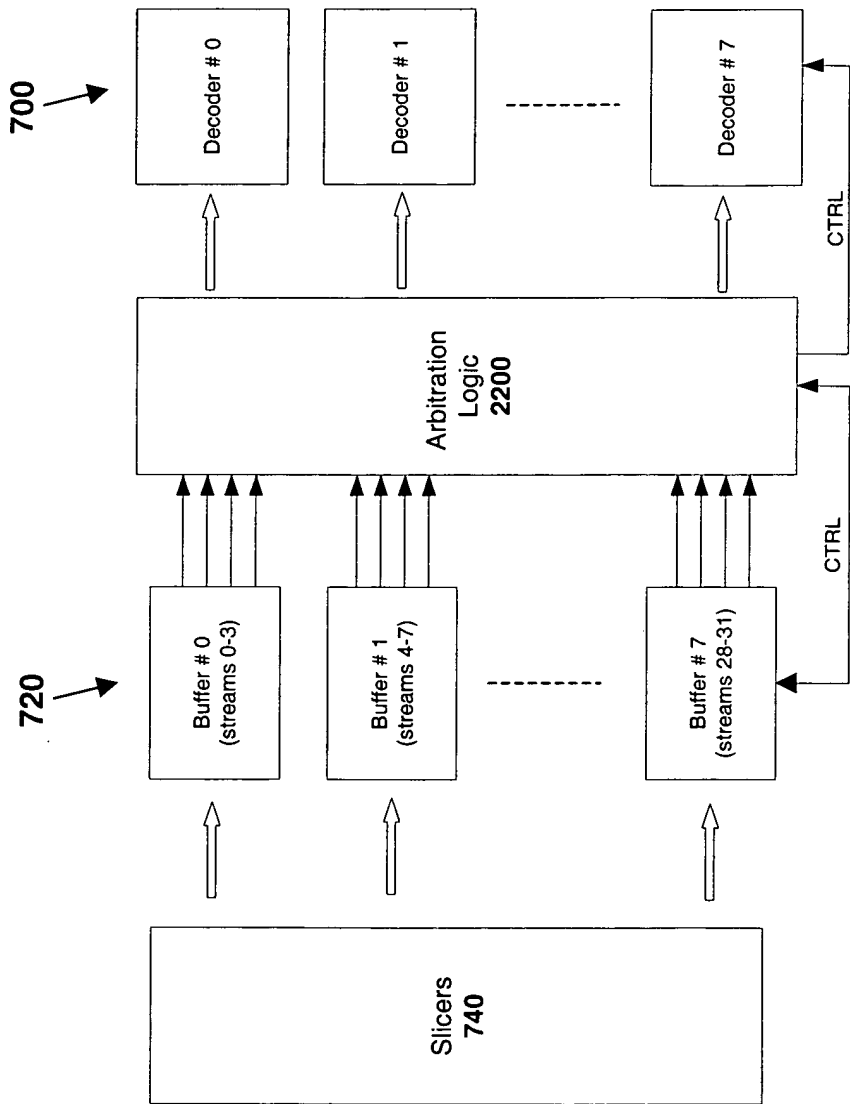 700
Decoder # 0
Decoder # 1
Decoder # 7
CTRL
Arbitration
Logic
2200
CTRL
720
Buffer # 0
(streams 0-3)
Buffer # 1
(streams 4-7)
Buffer # 7
(streams 28-31)
Slicers
740